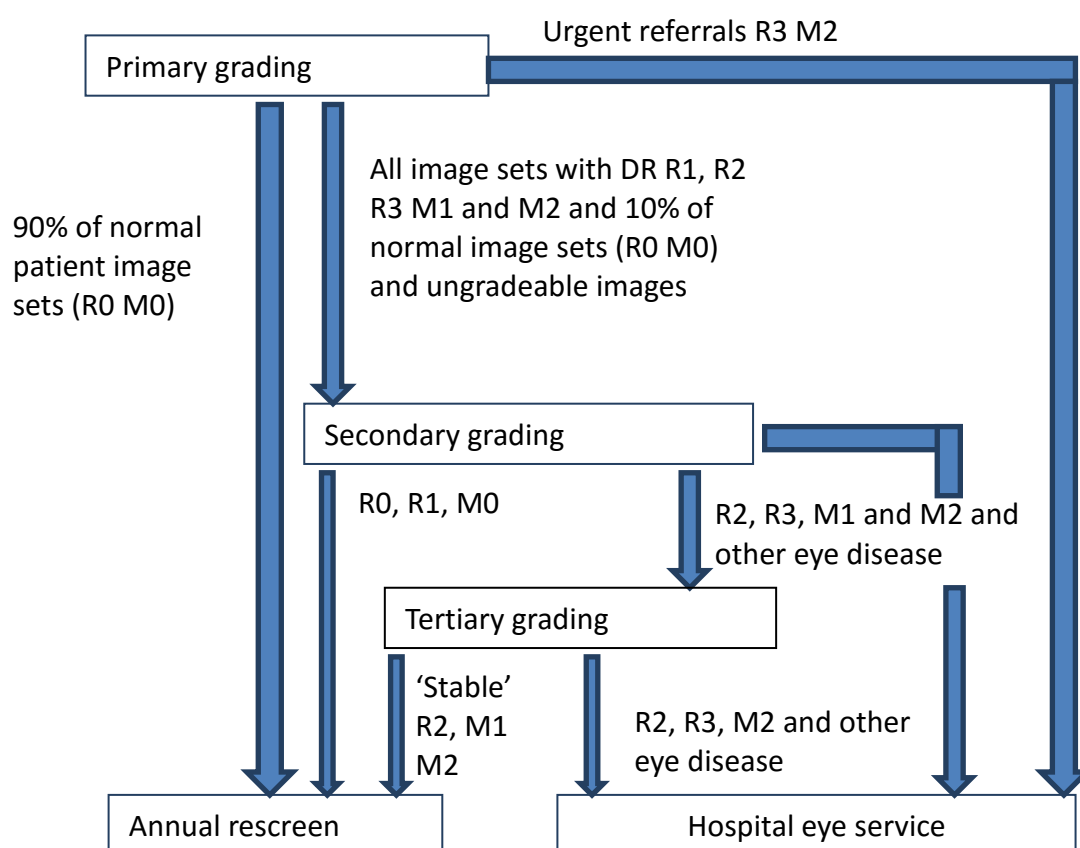 Urgent referrals R3 M2
Primary grading
All image sets with DR R1, R2
R3 M1 and M2 and 10% of
normal image sets (R0 M0)
and ungradeable images
90% of normal
patient image
sets (R0 M0)
Secondary grading
R0, R1, M0
R2, R3, M1 and M2 and
other eye disease
Tertiary grading
‘Stable’
R2, M1
M2
R2, R3, M2 and other
eye disease
Annual rescreen
Hospital eye service